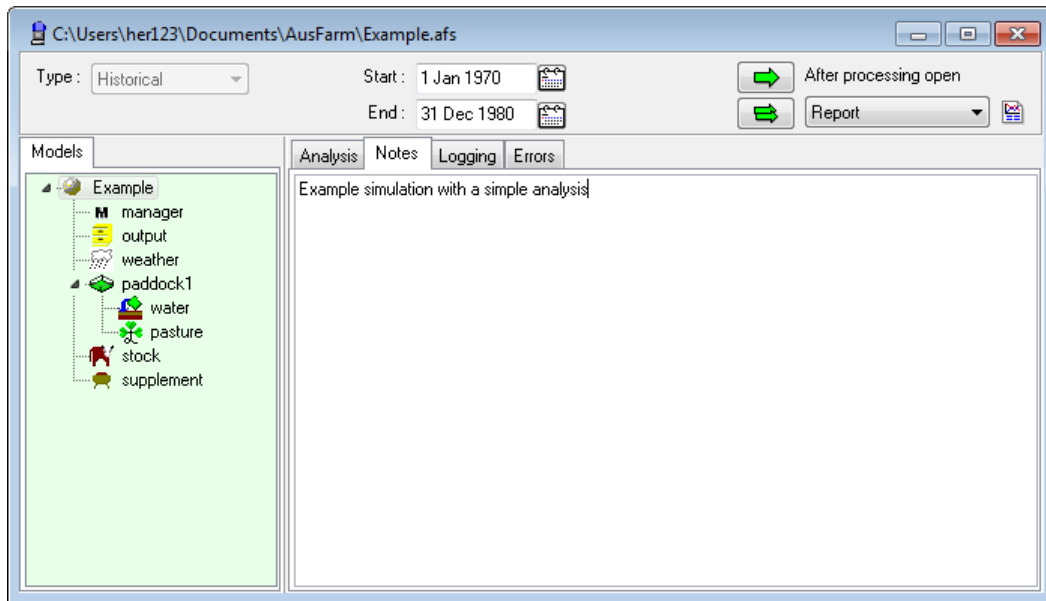 C:\Users\her123\Documents\AusFarm\Example.afs
Type : Historical
Start : 1 Jan 1970
End : 31 Dec 1980
After processing open
Report
Models
Analysis Notes Logging Errors
Example
M manager
output
weather
paddock1
water
pasture
stock
supplement
Example simulation with a simple analysis